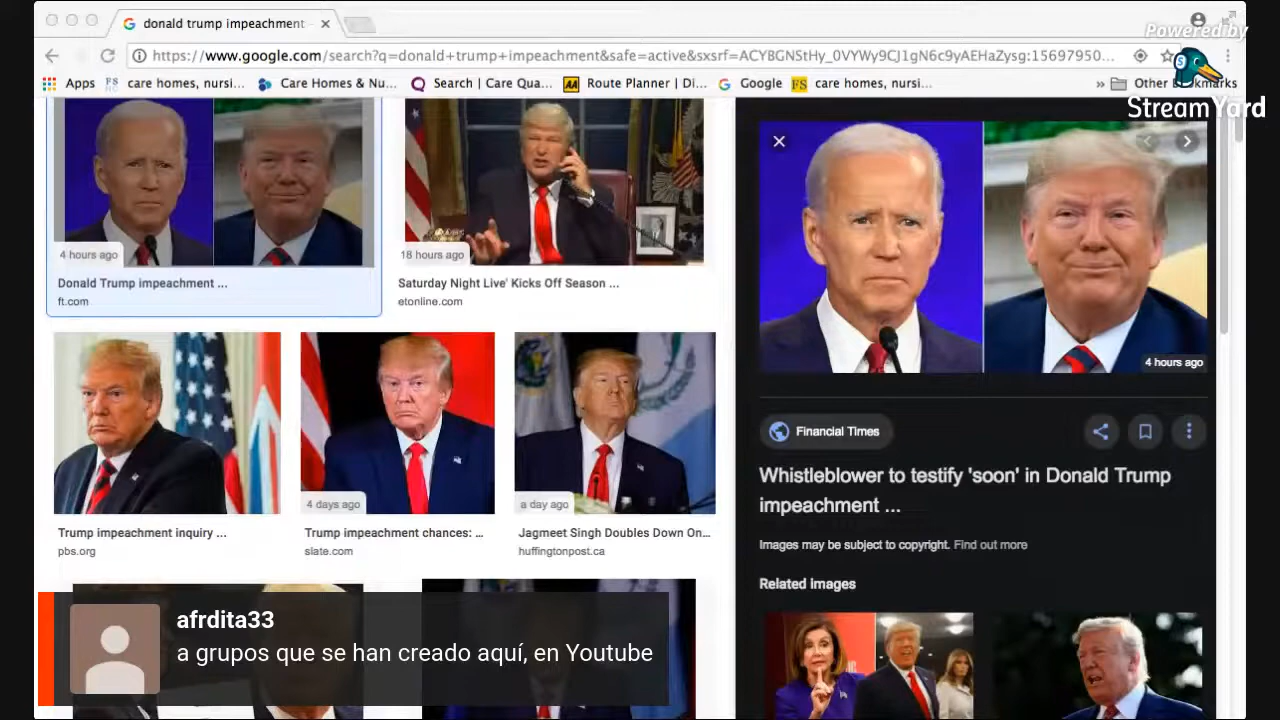 donald trump impeachment
Powered by
https://www.google.com/search?q=donald+trump+impeachment&safe=active&sxsrf=ACYBGNStHy_0VYWy9CJ1gN6c9yAEHaZysg:15697950...
Apps
care homes, nursi...
Care Homes & Nu...
Search | Care Qua...
AA
Route Planner | Di...
Google
FS
care homes, nursi...
»
Other Bookmarks
StreamYard
4 hours ago
Donald Trump impeachment ...
ft.com
18 hours ago
Saturday Night Live' Kicks Off Season ...
etonline.com
Trump impeachment inquiry ...
pbs.org
4 days ago
Trump impeachment chances: ...
slate.com
a day ago
Jagmeet Singh Doubles Down On...
huffingtonpost.ca
4 hours ago
Financial Times
Whistleblower to testify 'soon' in Donald Trump
impeachment ...
Images may be subject to copyright. Find out more
Related Images
afrdita33
a grupos que se han creado aquí, en Youtube